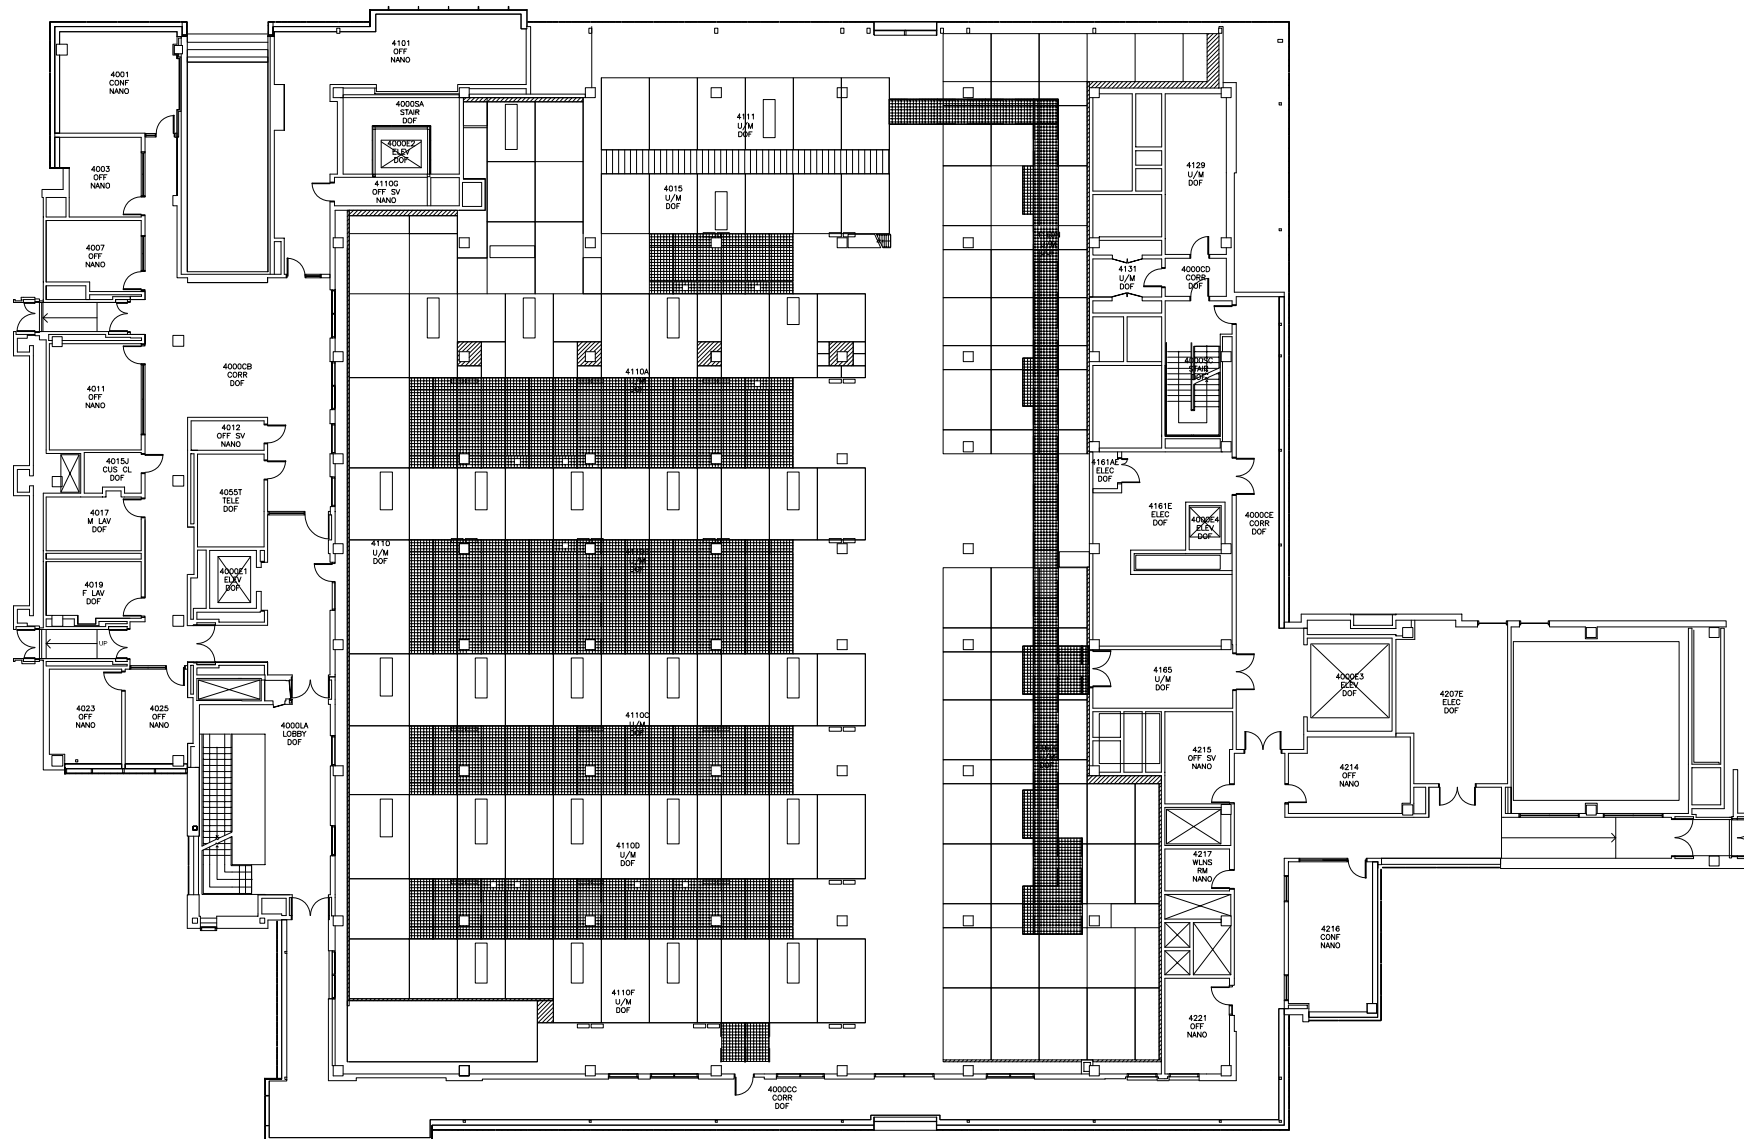 4101
OFF
NANO
4001
CONF
NANO
4000SA
STAIR
DOF
4111
U/M
DOF
4000E2
ELEV
DOF
4003
OFF
NANO
4110G
OFF SV
NANO
4015
U/M
DOF
4129
U/M
DOF
4007
OFF
NANO
U/M
DOF
4131
U/M
DOF
4000CD
CORR
DOF
4011
OFF
NANO
4000CB
CORR
DOF
4110A
U/M
4000SC
STAIR
DOF
4012
OFF SV
NANO
4015J
CUS CL
DOF
4055T
TELE
DOF
4161AE
ELEC
DOF
4017
M LAV
DOF
4161E
ELEC
DOF
4000E4
ELEV
DOF
4000CE
CORR
DOF
4110
U/M
DOF
4019
F LAV
DOF
4000E1
ELEV
DOF
UP
4165
U/M
DOF
4000E3
ELEV
DOF
4207E
ELEC
DOF
4023
OFF
NANO
4025
OFF
NANO
4000LA
LOBBY
DOF
4110C
U/M
DOF
4215
OFF SV
NANO
4214
OFF
NANO
4110D
U/M
DOF
4217
WLNS
RM
NANO
4216
CONF
NANO
4110F
U/M
DOF
4221
OFF
NANO
4000CC
CORR
DOF